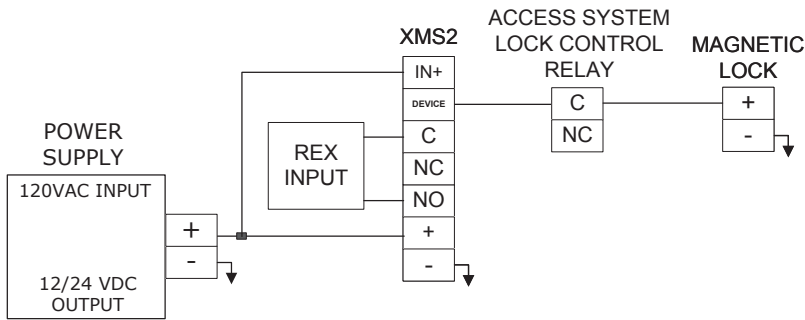 ACCESS SYSTEM
LOCK CONTROL
RELAY
XMS2
MAGNETIC
LOCK
IN+
DEVICE
C
NC
NO
+
-
C
NC
+
-
REX
INPUT
POWER
SUPPLY
120VAC INPUT
12/24 VDC
OUTPUT
+
-